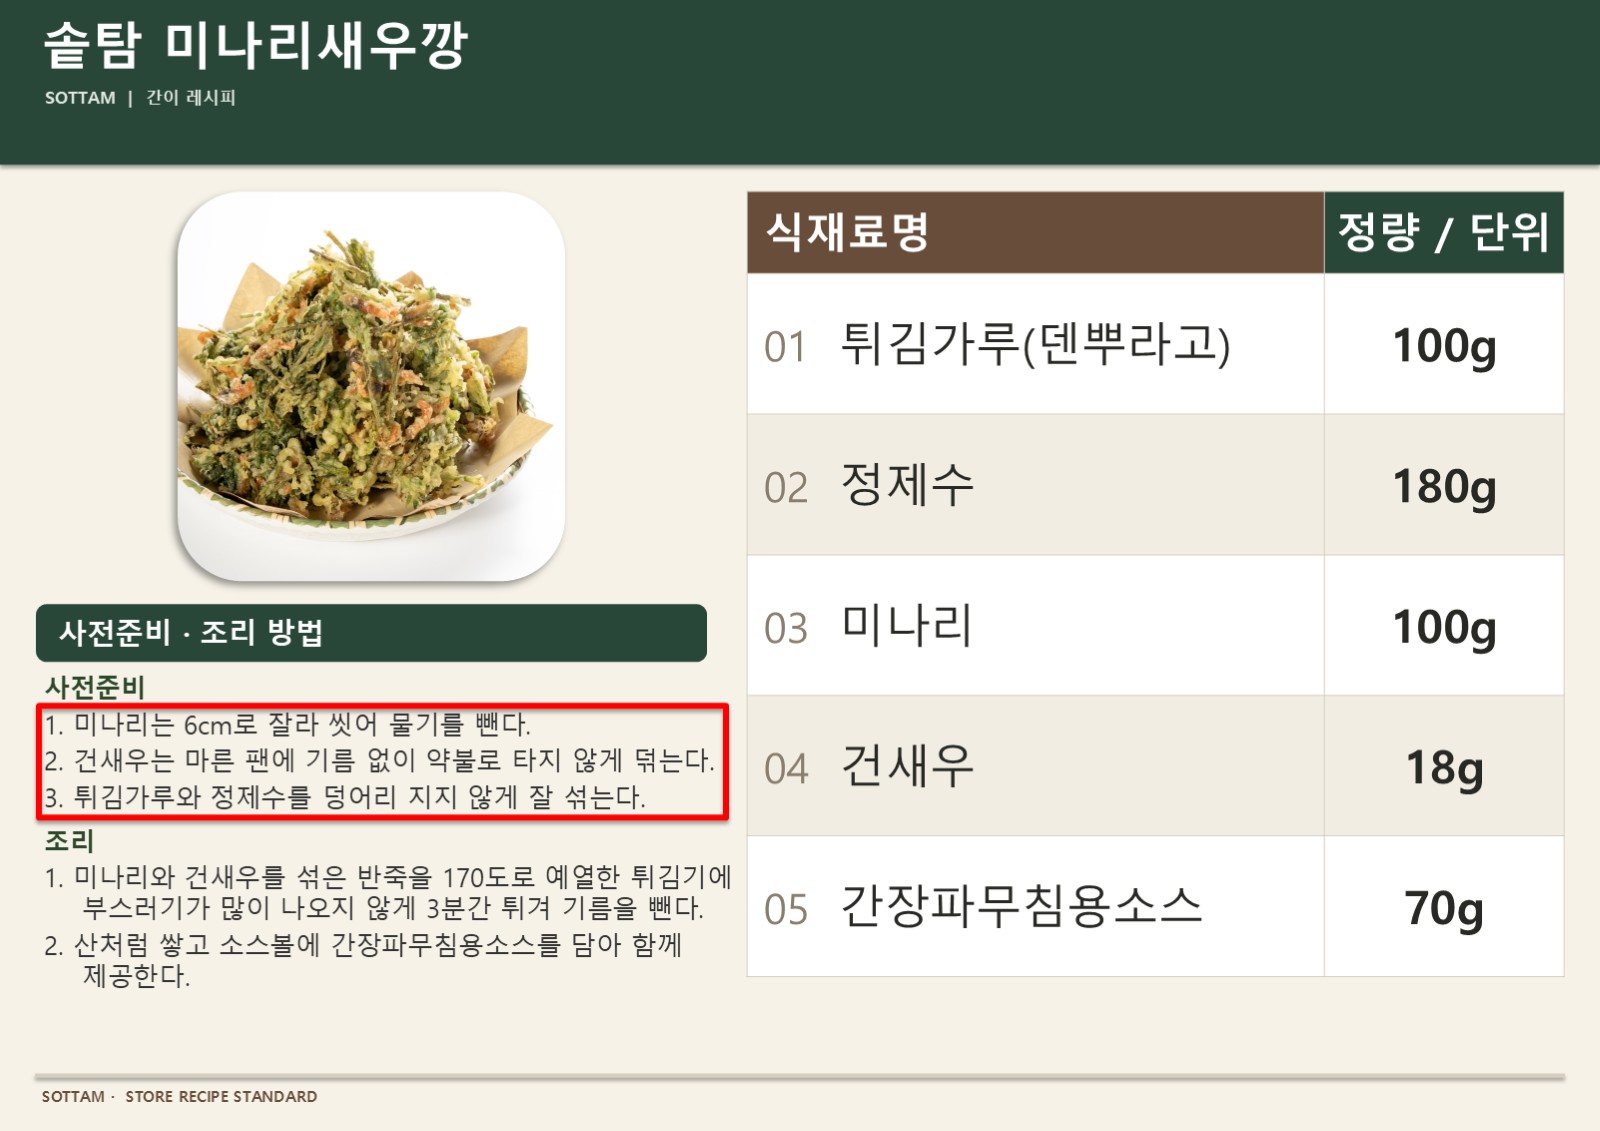 솥탐 미나리새우깡
SOTTAM | 간이 레시피
사전준비 · 조리 방법
사전준비
1. 미나리는 6cm로 잘라 씻어 물기를 뺀다.
2. 건새우는 마른 팬에 기름 없이 약불로 타지 않게 덖는다.
3. 튀김가루와 정제수를 덩어리 지지 않게 잘 섞는다.
조리
1. 미나리와 건새우를 섞은 반죽을 170도로 예열한 튀김기에
부스러기가 많이 나오지 않게 3분간 튀겨 기름을 뺀다.
2. 산처럼 쌓고 소스볼에 간장파무침용소스를 담아 함께
제공한다.
식재료명 정량 / 단위
01 튀김가루(덴뿌라고) 100g
02 정제수 180g
03 미나리 100g
04 건새우 18g
05 간장파무침용소스 70g
SOTTAM · STORE RECIPE STANDARD